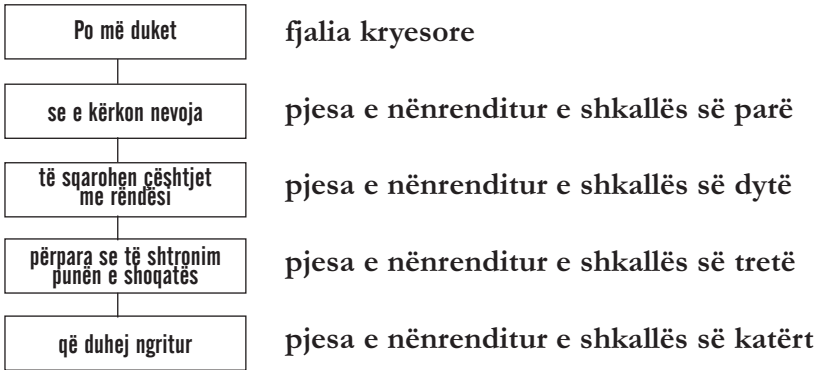 Po më duket
fjalia kryesore
se e kërkon nevoja
pjesa e nënrenditur e shkallës së parë
të sqarohen çështjet
me rëndësi
pjesa e nënrenditur e shkallës së dytë
përpara se të shtronim
punën e shoqatës
pjesa e nënrenditur e shkallës së tretë
që duhej ngritur
pjesa e nënrenditur e shkallës së katërt